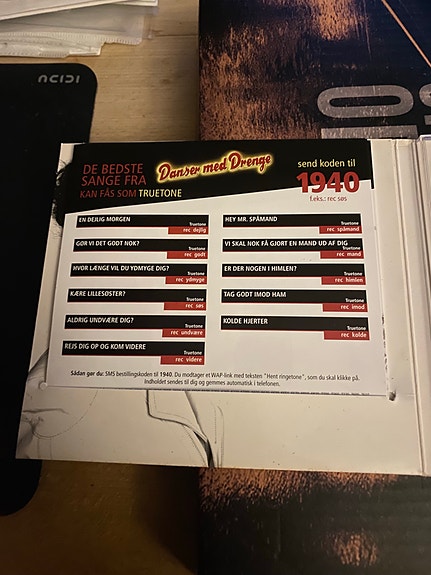 ACIDI
OS
DE BEDSTE
SANGE FRA
KAN FÅS SOM TRUETONE
Danser med Drenge
send koden til
1940
f.eks.: rec søs
EN DEJLIG MORGEN
Truetone
rec dejlig
GØR VI DET GODT NOK?
Truetone
rec godt
HVOR LÆNGE VIL DU YDMYGE DIG?
Truetone
rec ydmyge
KÆRE LILLESØSTER?
Truetone
rec søs
ALDRIG UNDVÆRE DIG?
Truetone
rec undvære
REJS DIG OP OG KOM VIDERE
Truetone
rec videre
HEY MR. SPÅMAND
Truetone
rec spåmand
VI SKAL NOK FÅ GJORT EN MAND UD AF DIG
Truetone
rec mand
ER DER NOGEN I HIMLEN?
Truetone
rec himlen
TAG GODT IMOD HAM
Truetone
rec imod
KOLDE HJERTER
Truetone
rec kolde
Sådan gør du: SMS bestillingskoden til 1940. Du modtager et WAP-link med teksten "Hent ringetone", som du skal klikke på.
Indholdet sendes til dig og gemmes automatisk i telefonen.